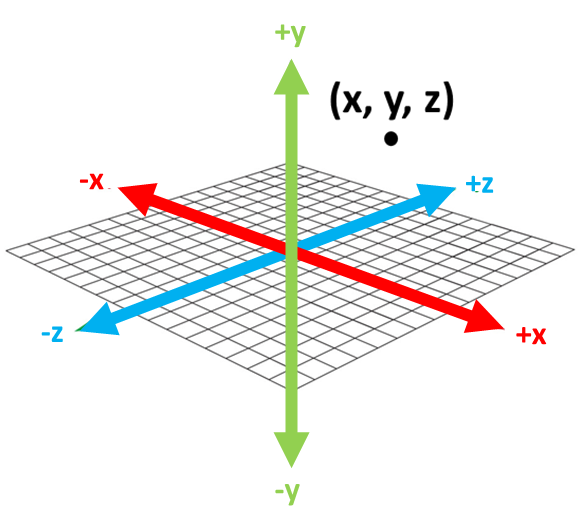 +y
(x, y, z)
-x
+z
-z
+x
-y